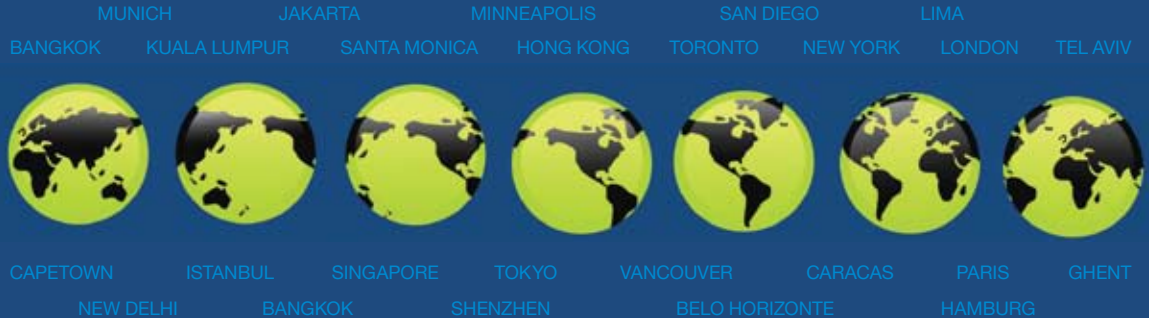 MUNICH JAKARTA MINNEAPOLIS SAN DIEGO LIMA
BANGKOK KUALA LUMPUR SANTA MONICA HONG KONG TORONTO NEW YORK LONDON TEL AVIV
CAPETOWN ISTANBUL SINGAPORE TOKYO VANCOUVER CARACAS PARIS GHENT
NEW DELHI BANGKOK SHENZHEN BELO HORIZONTE HAMBURG